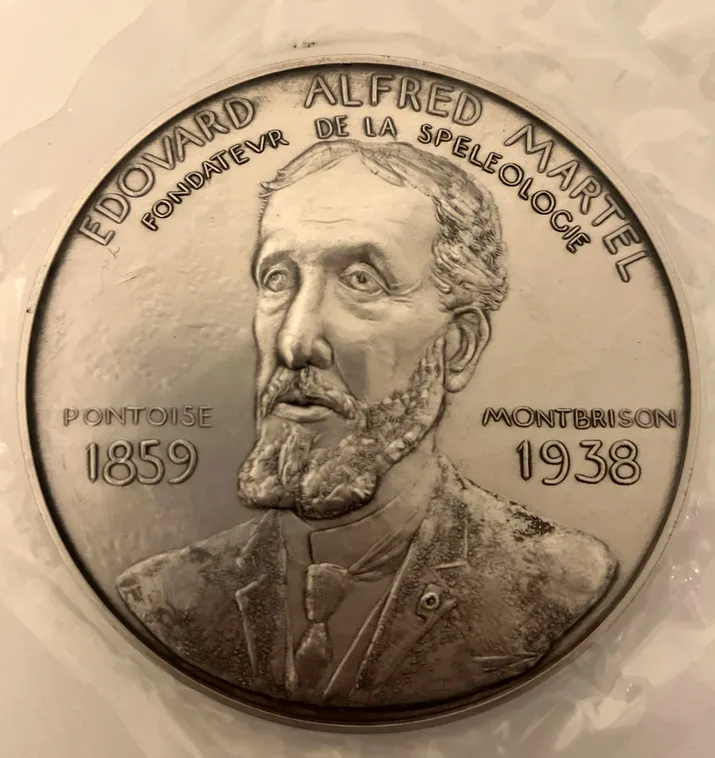 EDOVARD ALFRED MARTEL
FONDATEVR DE LA SPELEOLOGIE
PONTOISE
1859
MONTBRISON
1938